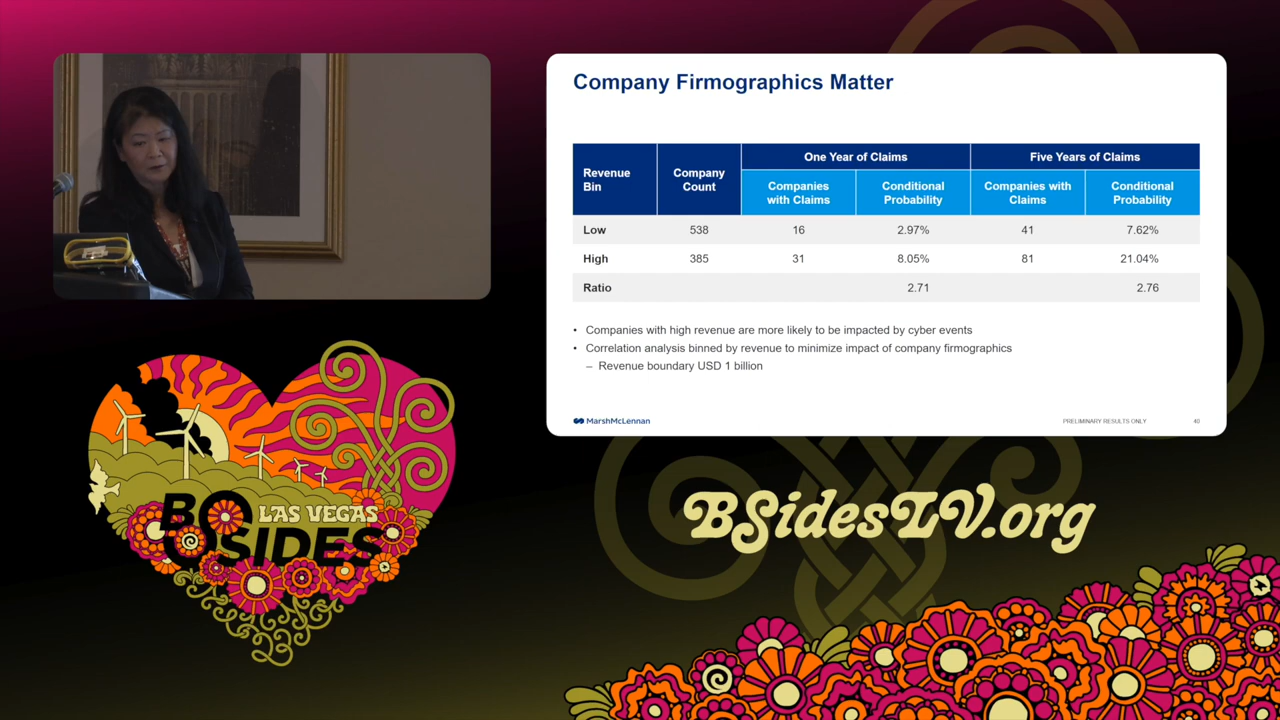 Company Firmographics Matter
Revenue Bin
Company Count
One Year of Claims
Five Years of Claims
Companies with Claims
Conditional Probability
Companies with Claims
Conditional Probability
Low 538 16 2.97% 41 7.62%
High 385 31 8.05% 81 21.04%
Ratio 2.71 2.76
• Companies with high revenue are more likely to be impacted by cyber events
• Correlation analysis binned by revenue to minimize impact of company firmographics
– Revenue boundary USD 1 billion
MarshMcLennan
PRELIMINARY RESULTS ONLY
40
BSIDES
LAS VEGAS
23
BSidesLV.org